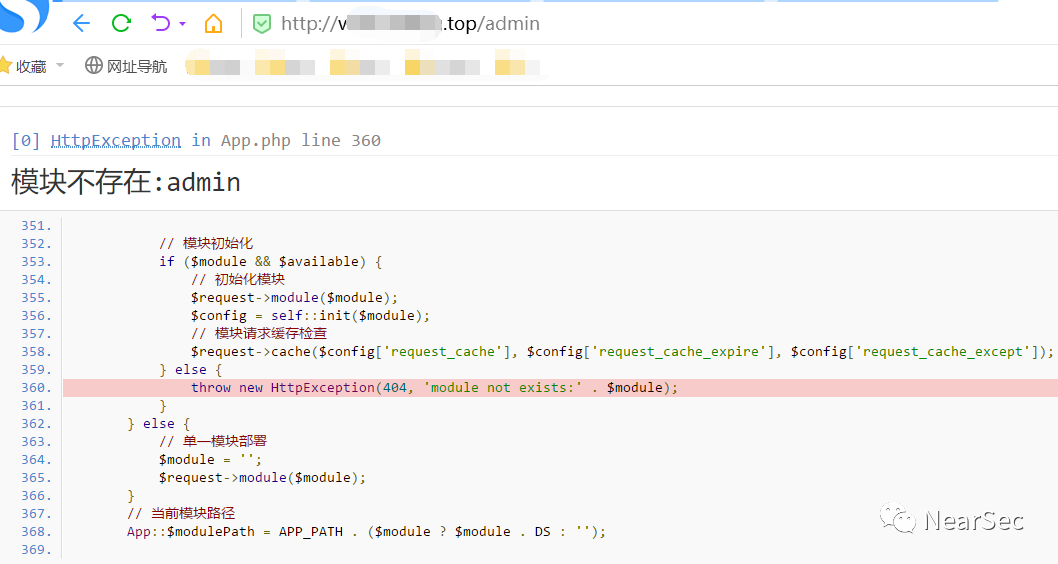 http://v .top/admin
收藏 网址导航
[0] HttpException in App.php line 360
模块不存在:admin
351.
352. // 模块初始化
353. if ($module && $available) {
354. // 初始化模块
355. $request->module($module);
356. $config = self::init($module);
357. // 模块请求缓存检查
358. $request->cache($config['request_cache'], $config['request_cache_expire'], $config['request_cache_except']);
359. } else {
360. throw new HttpException(404, 'module not exists:' . $module);
361. }
362. } else {
363. // 单一模块部署
364. $module = '';
365. $request->module($module);
366. }
367. // 当前模块路径
368. App::$modulePath = APP_PATH . ($module ? $module . DS : '');
369.
NearSec